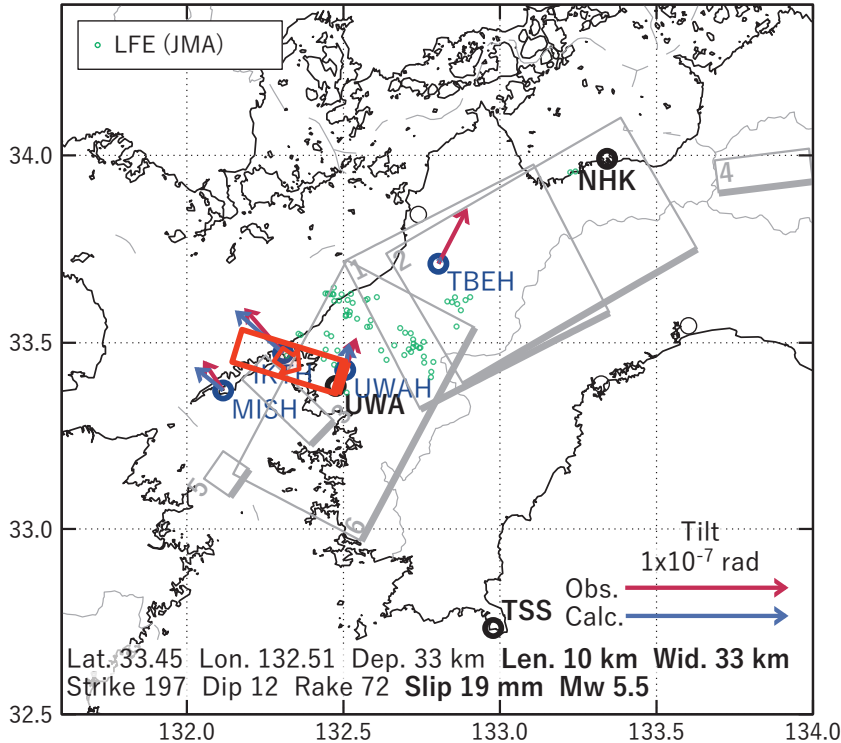 LFE (JMA)
34.0
33.5
33.0
32.5
132.0
132.5
133.0
133.5
134.0
NHK
4
1
2
TBEH
UWAH
MISH
UWA
5
6
TSS
Tilt
1x10⁻⁷ rad
Obs.
Calc.
Lat. 33.45 Lon. 132.51 Dep. 33 km Len. 10 km Wid. 33 km
Strike 197 Dip 12 Rake 72 Slip 19 mm Mw 5.5